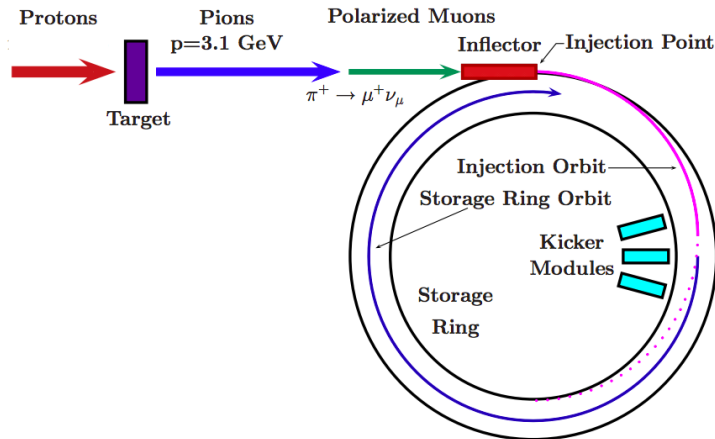 Protons
Pions
p=3.1 GeV
Polarized Muons
Inflector
Injection Point
π⁺ → μ⁺ν_μ
Target
Injection Orbit
Storage Ring Orbit
Kicker
Modules
Storage
Ring